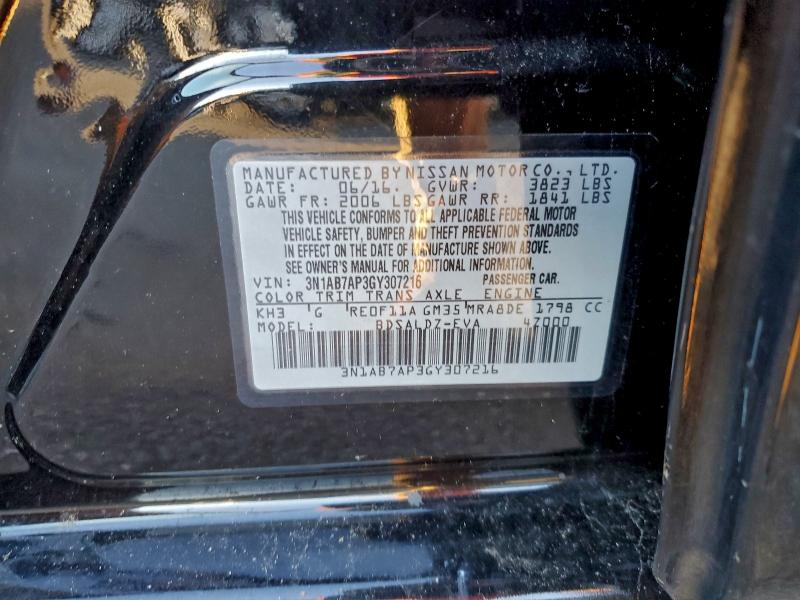 MANUFACTURED BY NISSAN MOTOR CO., LTD.
DATE: 06/16. GVWR: 3823 LBS
GAWR FR: 2006 LBS GAWR RR: 1841 LBS
THIS VEHICLE CONFORMS TO ALL APPLICABLE FEDERAL MOTOR
VEHICLE SAFETY, BUMPER AND THEFT PREVENTION STANDARDS
IN EFFECT ON THE DATE OF MANUFACTURE SHOWN ABOVE.
SEE OWNER'S MANUAL FOR ADDITIONAL INFORMATION.
VIN: 3N1AB7AP3GY307216 PASSENGER CAR.
COLOR TRIM TRANS AXLE ENGINE
KH3 G RE0F11A GM35 MRA8DE 1798 CC
MODEL: BDSALDZ-EVA 4Z000
3N1AB7AP3GY307216